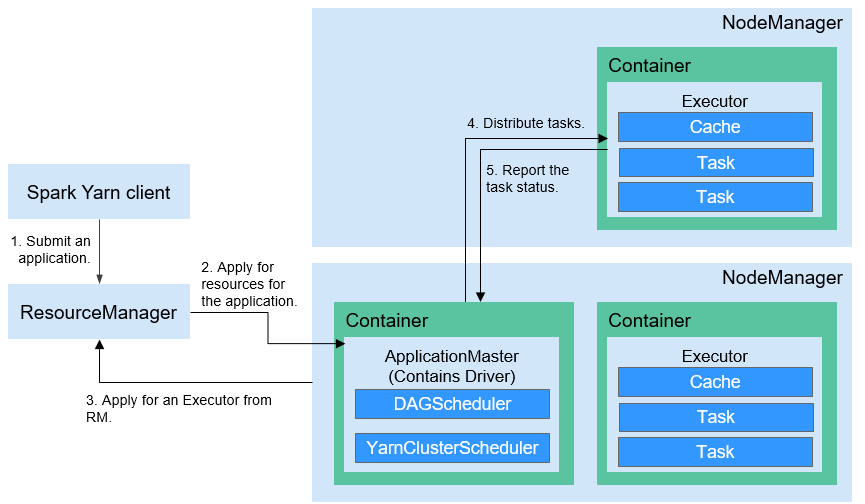 NodeManager
Container
Executor
Cache
Task
Task
4. Distribute tasks.
5. Report the
task status.
Spark Yarn client
1. Submit an
application.
2. Apply for
resources for
the application.
ResourceManager
3. Apply for an Executor from
RM.
NodeManager
Container
ApplicationMaster
(Contains Driver)
DAGScheduler
YarnClusterScheduler
Container
Executor
Cache
Task
Task